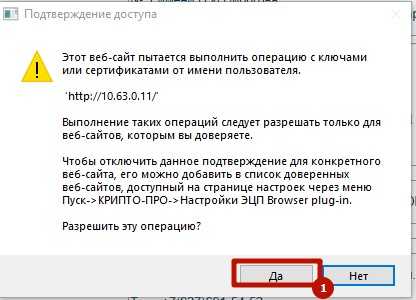 Подтверждение доступа
Этот веб-сайт пытается выполнить операцию с ключами
или сертификатами от имени пользователя.
'http://10.63.0.11/'
Выполнение таких операций следует разрешать только для
веб-сайтов, которым вы доверяете.
Чтобы отключить данное подтверждение для конкретного
веб-сайта, его можно добавить в список доверенных
веб-сайтов, доступный на странице настроек через меню
Пуск->КРИПТО-ПРО->Настройки ЭЦП Browser plug-in.
Разрешить эту операцию?
Да
Нет
1